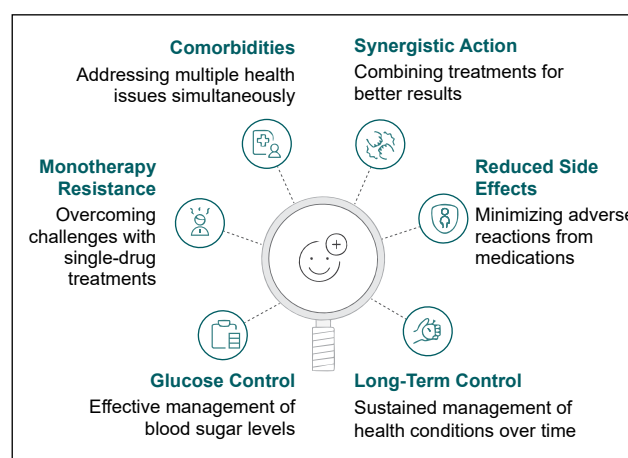 Comorbidities
Addressing multiple health
issues simultaneously
Synergistic Action
Combining treatments for
better results
Monotherapy
Resistance
Overcoming
challenges with
single-drug
treatments
Reduced Side
Effects
Minimizing adverse
reactions from
medications
Glucose Control
Effective management of
blood sugar levels
Long-Term Control
Sustained management of
health conditions over time